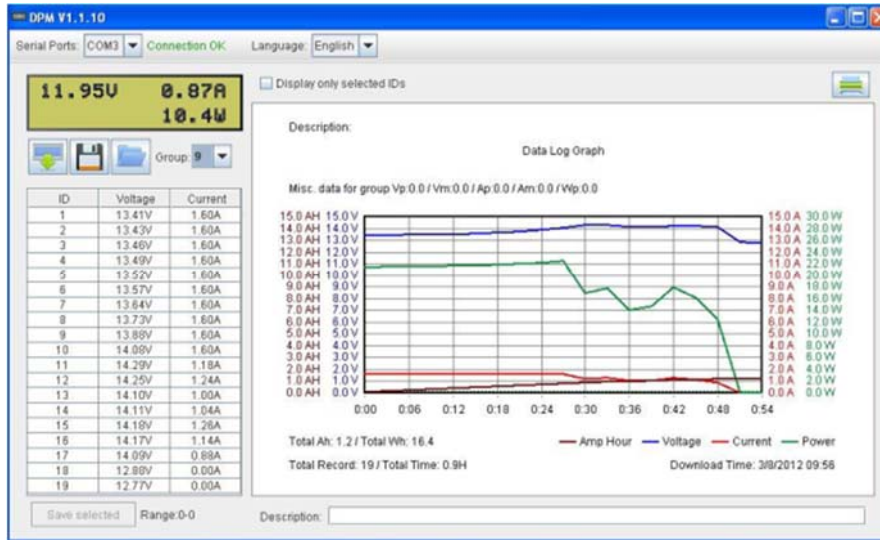 DPM V1.1.10
Serial Ports: COM3 Connection OK Language: English
11.95V 0.87A
10.4W
Display only selected IDs
Group: 9
ID Voltage Current
1 13.41V 1.60A
2 13.43V 1.60A
3 13.46V 1.60A
4 13.49V 1.60A
5 13.52V 1.60A
6 13.57V 1.60A
7 13.64V 1.60A
8 13.73V 1.60A
9 13.88V 1.60A
10 14.08V 1.60A
11 14.29V 1.18A
12 14.25V 1.24A
13 14.10V 1.00A
14 14.11V 1.04A
15 14.18V 1.26A
16 14.17V 1.14A
17 14.09V 0.88A
18 12.88V 0.00A
19 12.77V 0.00A
Save selected Range:0-0
Description:
Data Log Graph
Misc. data for group Vp:0.0 / Vm:0.0 / Ap:0.0 / Am:0.0 / Wp:0.0
15.0 AH 15.0 V 15.0 A 30.0 W
14.0 AH 14.0 V 14.0 A 28.0 W
13.0 AH 13.0 V 13.0 A 26.0 W
12.0 AH 12.0 V 12.0 A 24.0 W
11.0 AH 11.0 V 11.0 A 22.0 W
10.0 AH 10.0 V 10.0 A 20.0 W
9.0 AH 9.0 V 9.0 A 18.0 W
8.0 AH 8.0 V 8.0 A 16.0 W
7.0 AH 7.0 V 7.0 A 14.0 W
6.0 AH 6.0 V 6.0 A 12.0 W
5.0 AH 5.0 V 5.0 A 10.0 W
4.0 AH 4.0 V 4.0 A 8.0 W
3.0 AH 3.0 V 3.0 A 6.0 W
2.0 AH 2.0 V 2.0 A 4.0 W
1.0 AH 1.0 V 1.0 A 2.0 W
0.0 AH 0.0 V 0.0 A 0.0 W
0:00 0:06 0:12 0:18 0:24 0:30 0:36 0:42 0:48 0:54
Total Ah: 1.2 / Total Wh: 16.4 Amp Hour Voltage Current Power
Total Record: 19 / Total Time: 0.9H Download Time: 3/8/2012 09:56
Description: